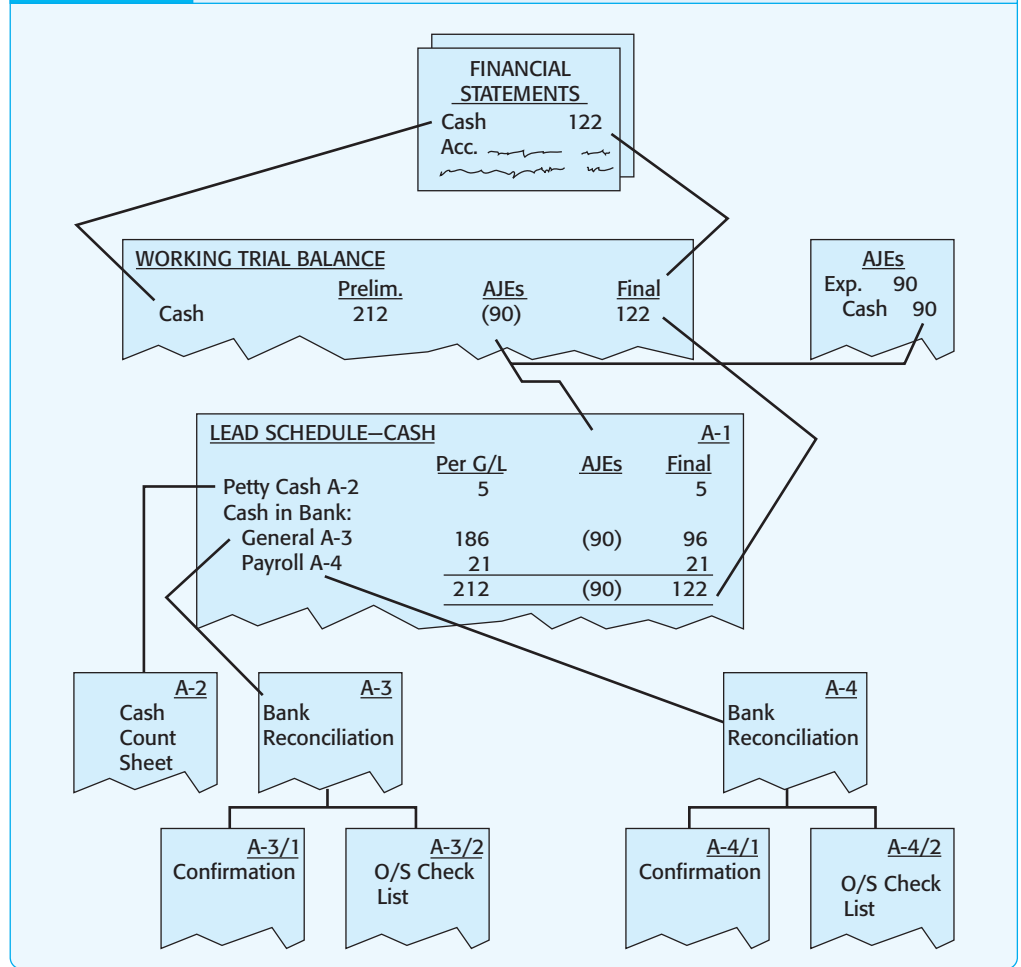 FINANCIAL
STATEMENTS
Cash 122
Acc.
WORKING TRIAL BALANCE
Prelim. AJEs Final
Cash 212 (90) 122
AJEs
Exp. 90
Cash 90
LEAD SCHEDULE—CASH A-1
Per G/L AJEs Final
Petty Cash A-2 5 5
Cash in Bank:
General A-3 186 (90) 96
Payroll A-4 21 21
212 (90) 122
A-2
Cash
Count
Sheet
A-3
Bank
Reconciliation
A-4
Bank
Reconciliation
A-3/1
Confirmation
A-3/2
O/S Check
List
A-4/1
Confirmation
A-4/2
O/S Check
List